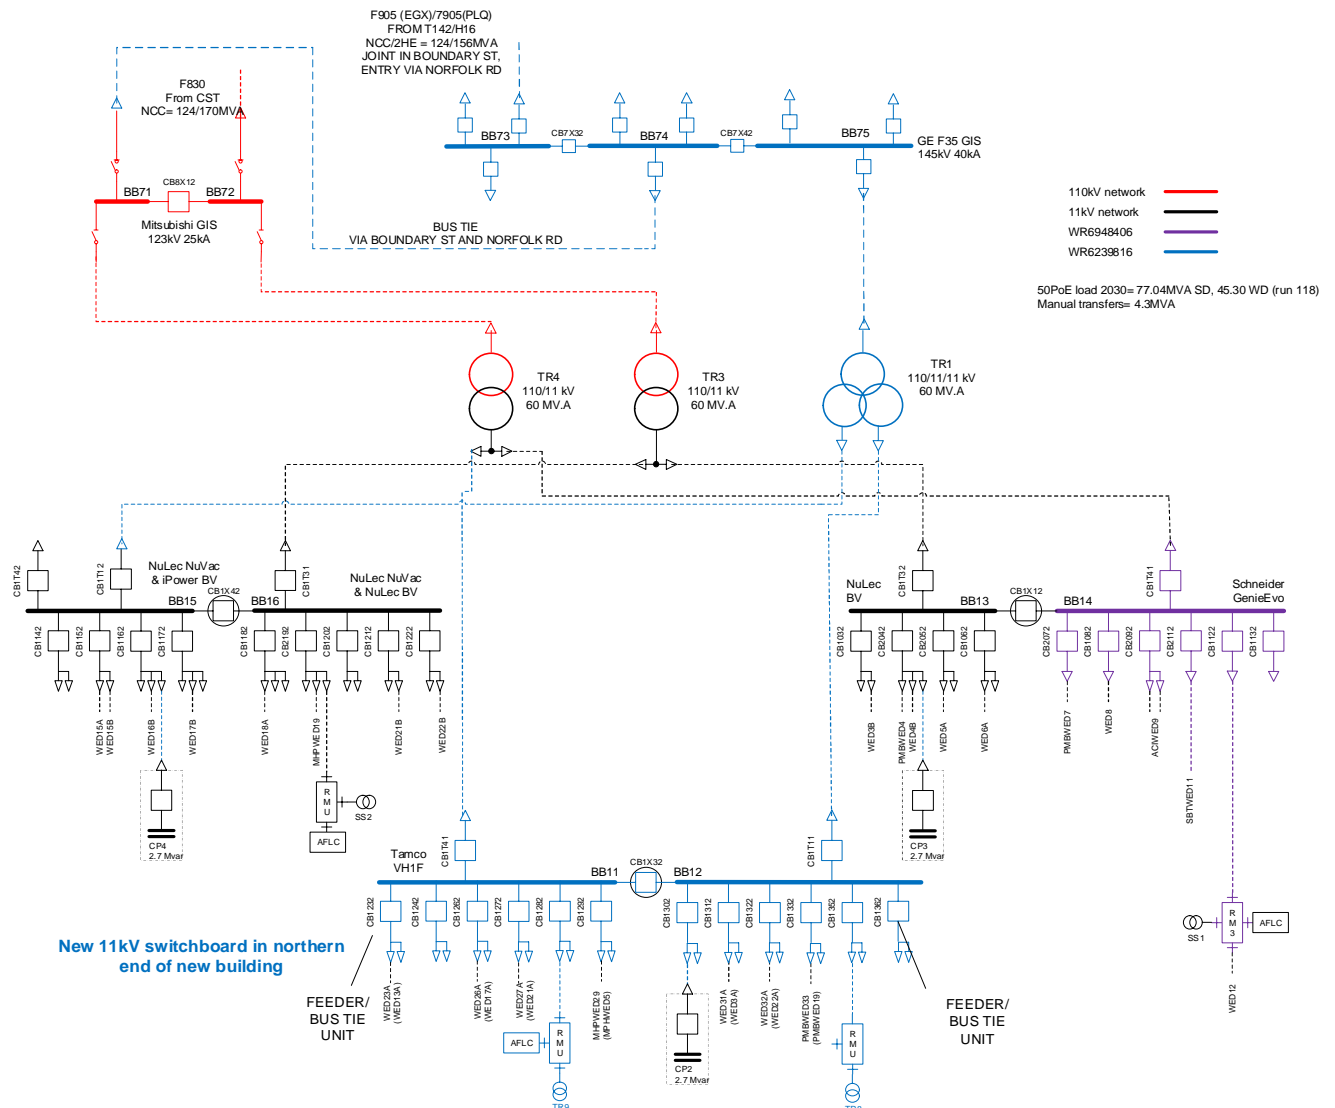 F905 (EGX)/7905(PLQ)
FROM T142/H16
NCC/2HE = 124/156MVA
JOINT IN BOUNDARY ST,
ENTRY VIA NORFOLK RD
F830
From CST
NCC= 124/170MVA
BB73
CB7X32
BB74
CB7X42
BB75
GE F35 GIS
145kV 40kA
BB71
CB8X12
BB72
Mitsubishi GIS
123kV 25kA
BUS TIE
VIA BOUNDARY ST AND NORFOLK RD
110kV network
11kV network
WR6948406
WR6239816
50PoE load 2030= 77.04MVA SD, 45.30 WD (run 118)
Manual transfers= 4.3MVA
TR4
110/11 kV
60 MV.A
TR3
110/11 kV
60 MV.A
TR1
110/11/11 kV
60 MV.A
CB1T42
CB1T12
NuLec NuVac
& iPower BV
CB1T31
NuLec NuVac
& NuLec BV
BB15
CB1X42
BB16
CB1142
CB1152
CB1162
CB1172
CB1182
CB2192
CB1202
CB1212
CB1222
WED15A
WED15B
WED16B
WED17B
WED18A
MHPWED19
WED21B
WED22B
CP4
2.7 Mvar
RMU
SS2
AFLC
NuLec
BV
CB1T32
BB13
CB1X12
BB14
CB1T41
Schneider
GenieEvo
CB1032
CB2042
CB2052
CB1062
CB2072
CB1082
CB2092
CB2112
CB1122
CB1132
WED3B
PMBWED4
WED4B
WED5A
WED6A
PMBWED7
WED8
ACIWED9
SBTWED11
CP3
2.7 Mvar
SS1
RM3
AFLC
WED12
Tamco
VH1F
CB1T41
BB11
CB1X32
BB12
CB1T11
CB1232
CB1242
CB1262
CB1272
CB1282
CB1292
CB1302
CB1312
CB1322
CB1332
CB1352
CB1362
New 11kV switchboard in northern
end of new building
FEEDER/
BUS TIE
UNIT
WED23A
(WED13A)
WED26A
(WED17A)
WED27A
(WED21A)
MHPWED29
(MPHWED5)
WED31A
(WED3A)
WED32A
(WED22A)
PMBWED33
(PMBWED19)
FEEDER/
BUS TIE
UNIT
AFLC
RMU
TR9
CP2
2.7 Mvar
RMU